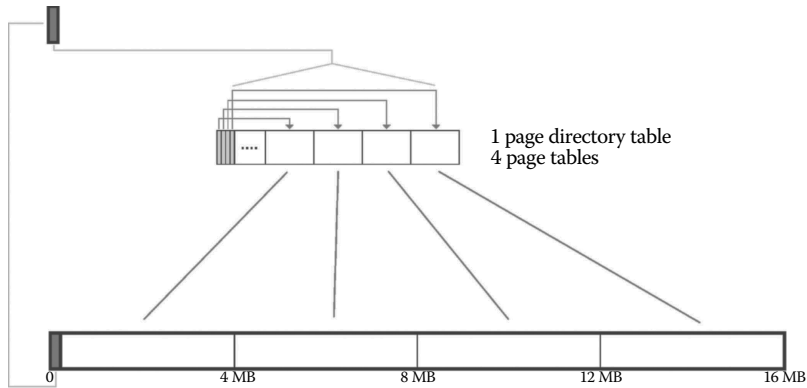 ....
1 page directory table
4 page tables
0 4 MB 8 MB 12 MB 16 MB